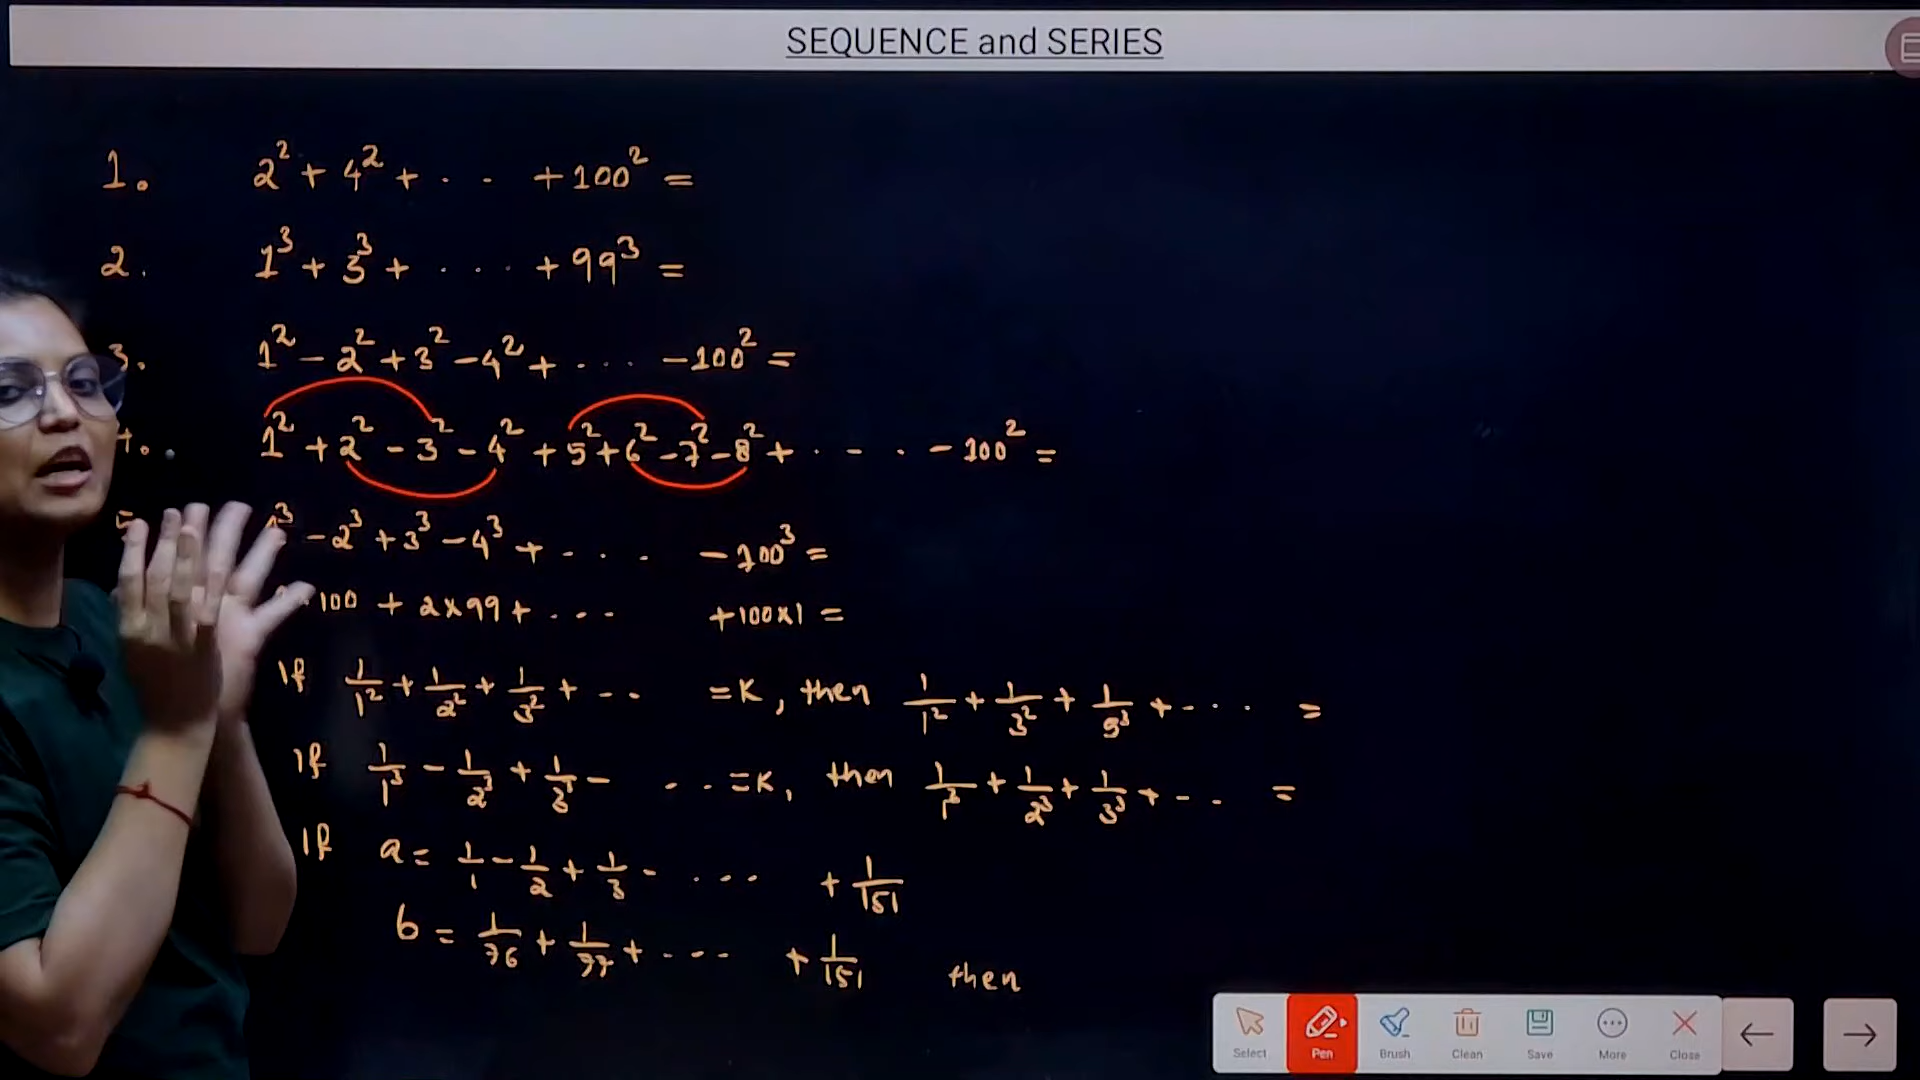 SEQUENCE and SERIES
1. 2² + 4² + . . + 100² =
2. 1³ + 3³ + . . . . + 99³ =
3. 1² - 2² + 3² - 4² + . . . . - 100² =
1² + 2² - 3² - 4² + 5² + 6² - 7² - 8² + . - . - 100² =
- 2³ + 3³ - 4³ + . . . - 100³ =
100 + 2×99 + . . . + 100×1 =
If 1/1² + 1/2² + 1/3² + . . = K, then 1/1² + 1/3² + 1/5³ + . . . =
If 1/1³ - 1/2³ + 1/3³ - . . = K, then 1/1³ + 1/2³ + 1/3³ + . . =
If a = 1/1 - 1/2 + 1/3 - . . . . + 1/151
b = 1/76 + 1/77 + . . . . + 1/151 then
Select Pen Brush Clean Save More Close